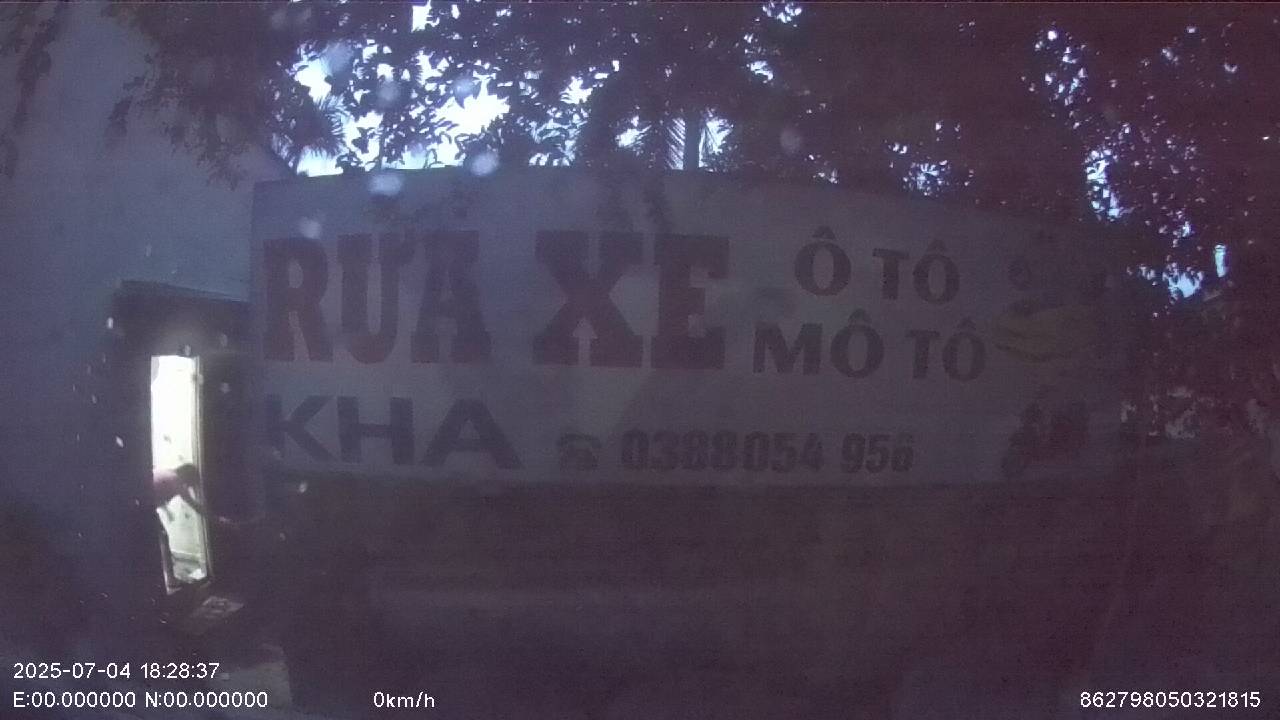 RỬA XE Ô TÔ
MÔ TÔ
KHA ☎ 0388054 956
2025-07-04 18:28:37
E:00.000000 N:00.000000 0km/h 862798050321815